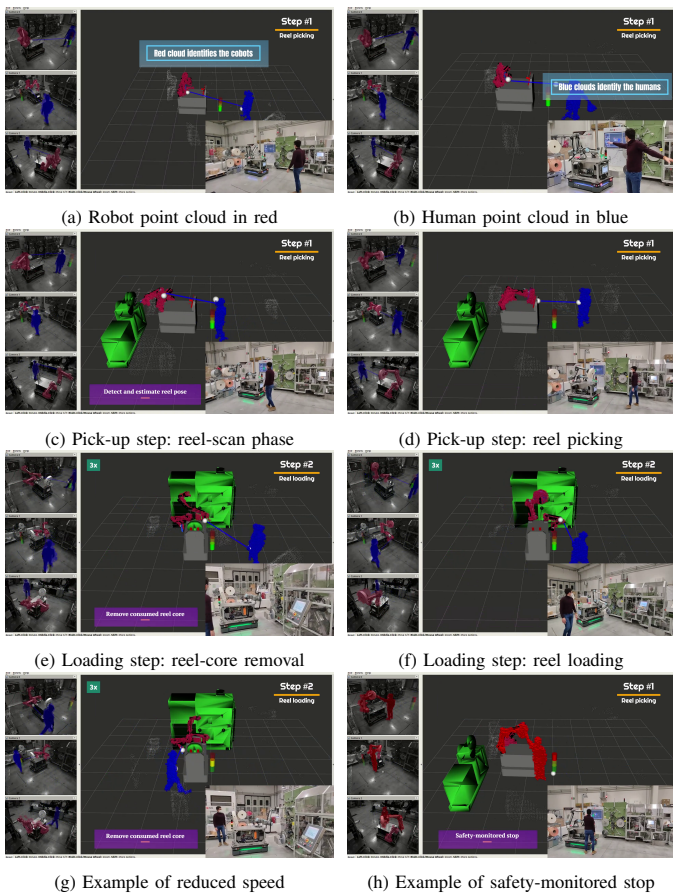 Step #1
Reel picking
Red cloud identifies the cobots
Step #1
Reel picking
Blue clouds identify the humans
(a) Robot point cloud in red
(b) Human point cloud in blue
Step #1
Reel picking
Detect and estimate reel pose
Step #1
Reel picking
(c) Pick-up step: reel-scan phase
(d) Pick-up step: reel picking
3x
Step #2
Reel loading
Remove consumed reel core
3x
Step #2
Reel loading
(e) Loading step: reel-core removal
(f) Loading step: reel loading
3x
Step #2
Reel loading
Remove consumed reel core
Step #1
Reel picking
Safety-monitored stop
(g) Example of reduced speed
(h) Example of safety-monitored stop